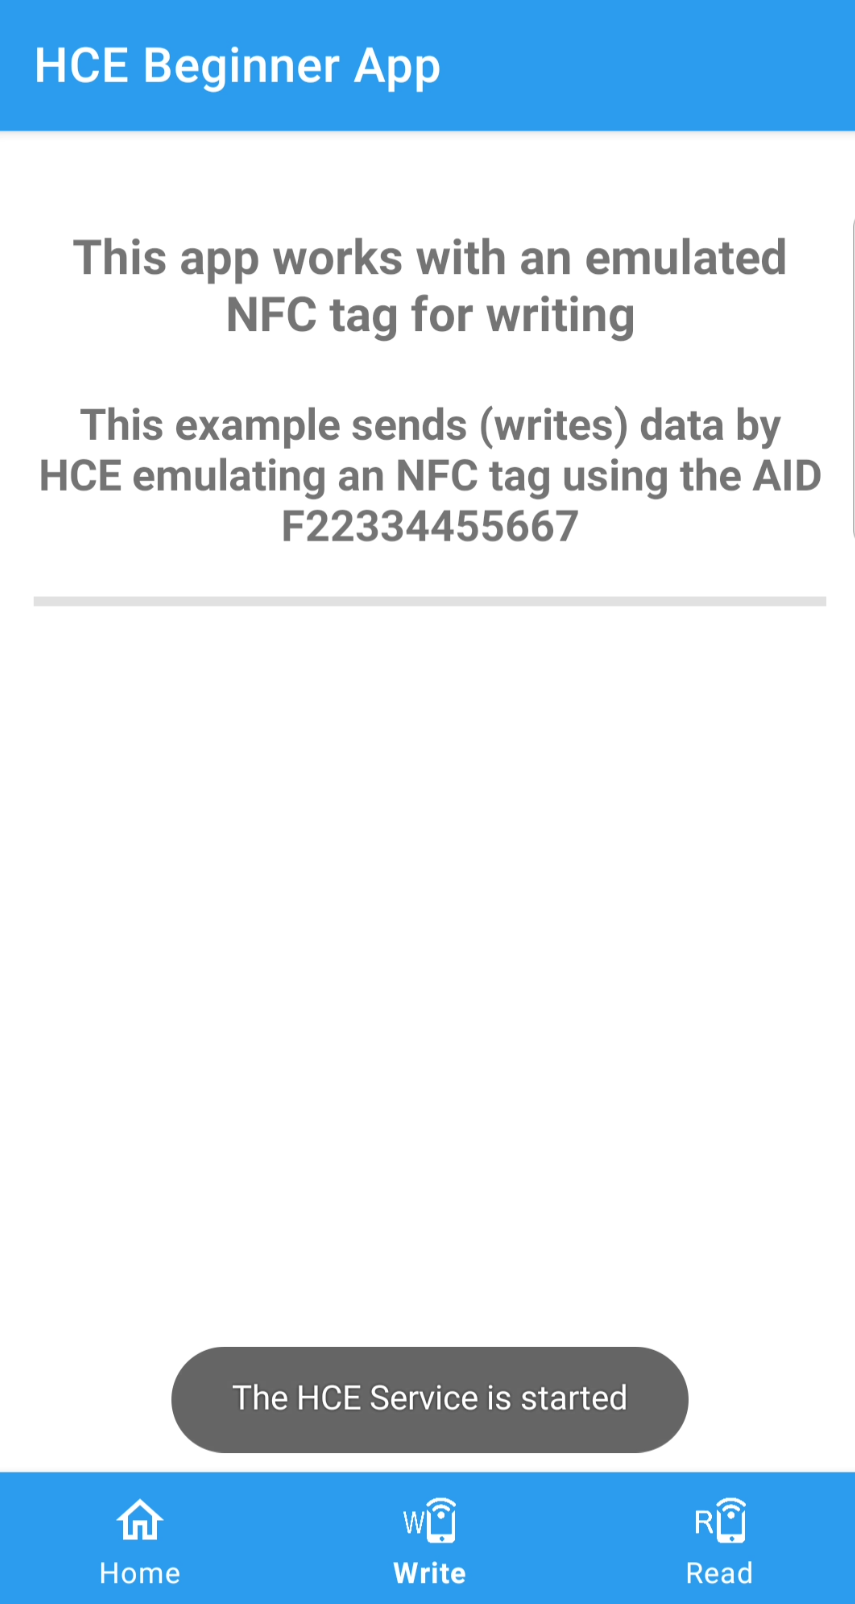 HCE Beginner App
This app works with an emulated
NFC tag for writing
This example sends (writes) data by
HCE emulating an NFC tag using the AID
F22334455667
The HCE Service is started
W R
Home Write Read